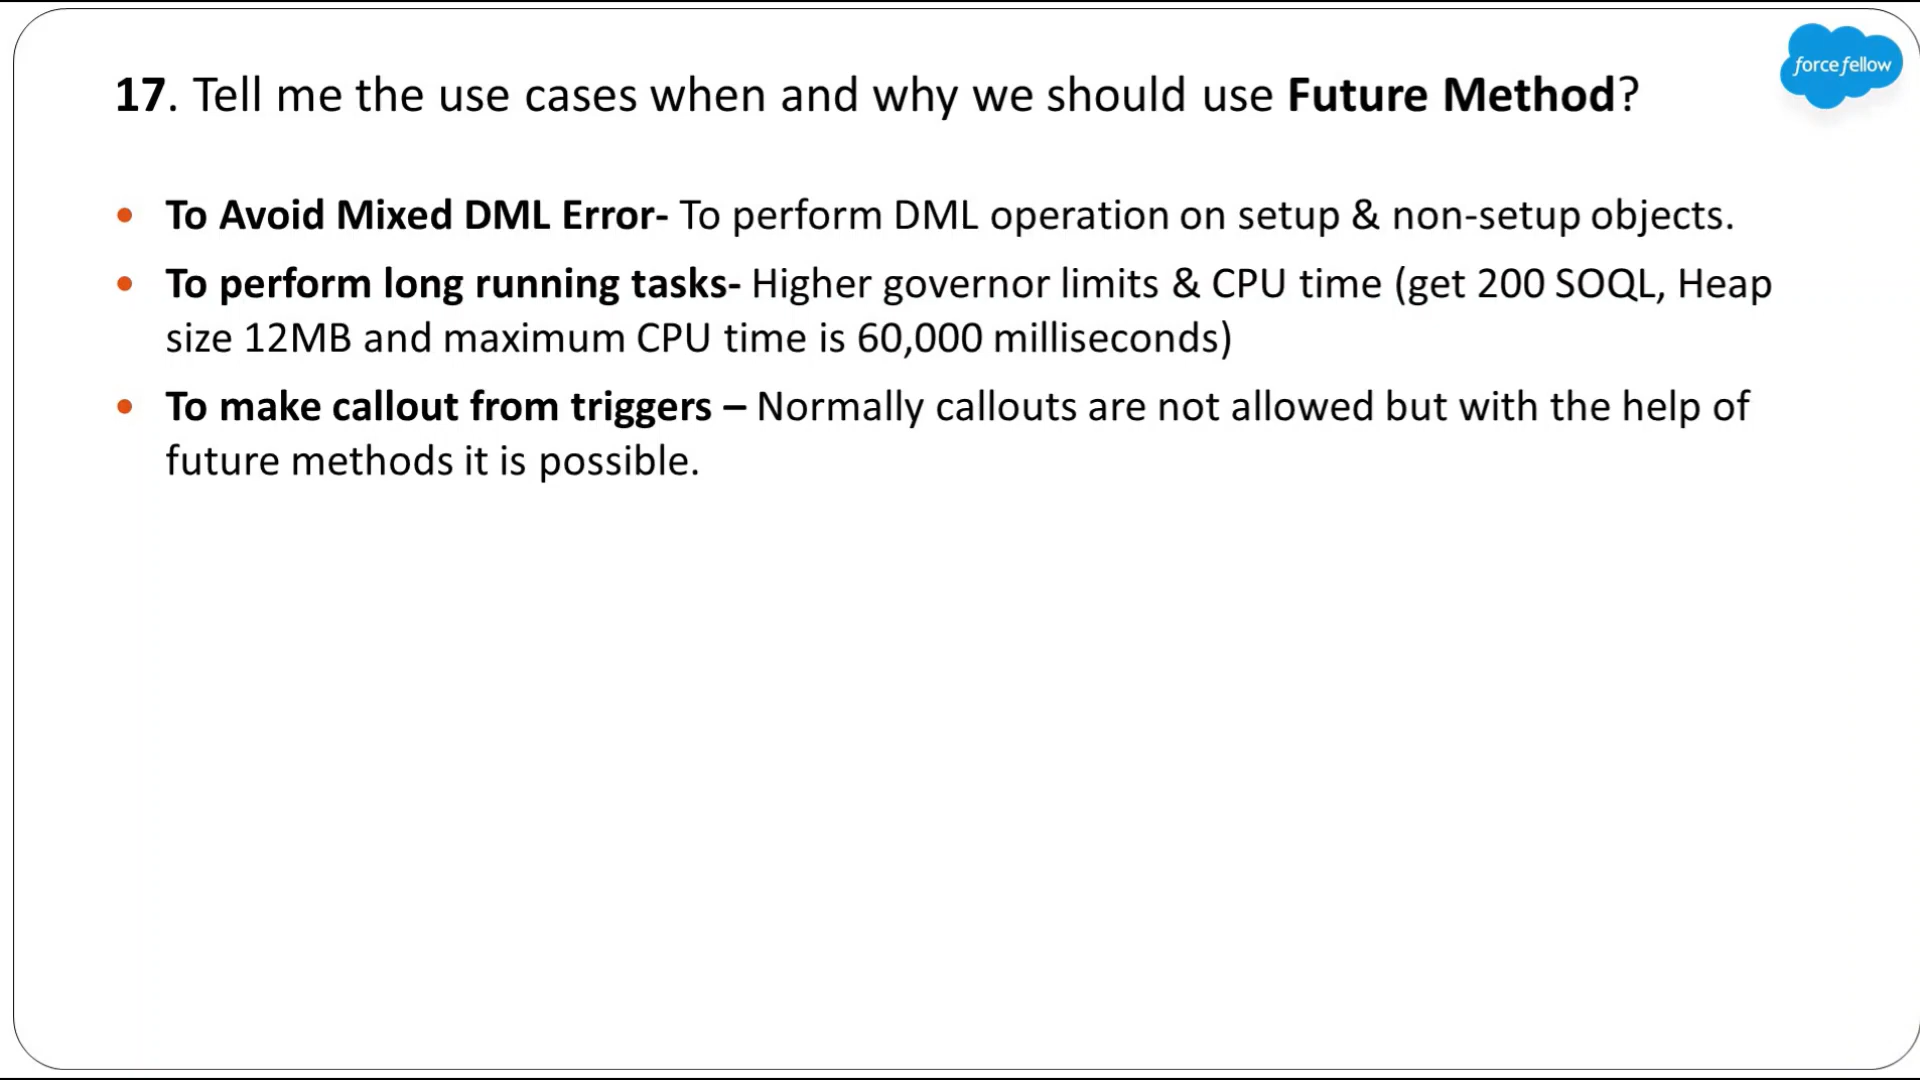 forcefellow
17. Tell me the use cases when and why we should use Future Method?
• To Avoid Mixed DML Error- To perform DML operation on setup & non-setup objects.
• To perform long running tasks- Higher governor limits & CPU time (get 200 SOQL, Heap
size 12MB and maximum CPU time is 60,000 milliseconds)
• To make callout from triggers – Normally callouts are not allowed but with the help of
future methods it is possible.